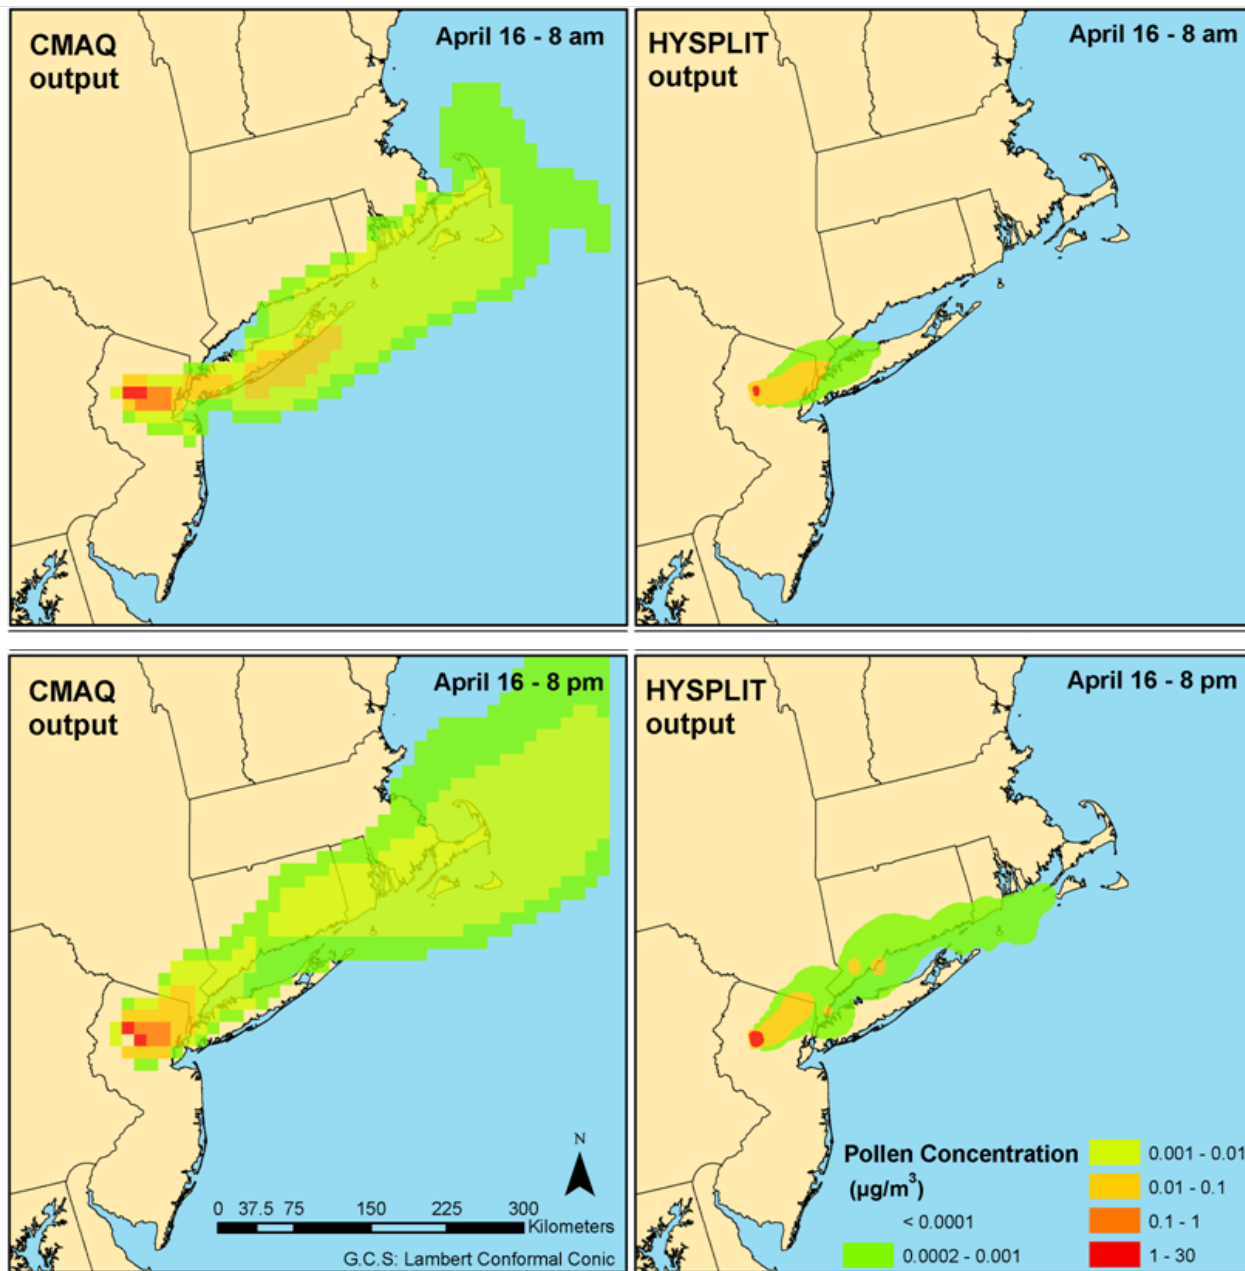 CMAQ
output
April 16 - 8 am
HYSPLIT
output
April 16 - 8 am
CMAQ
output
April 16 - 8 pm
HYSPLIT
output
April 16 - 8 pm
N
0 37.5 75 150 225 300
Kilometers
G.C.S: Lambert Conformal Conic
Pollen Concentration
(µg/m³)
< 0.0001
0.0002 - 0.001
0.001 - 0.01
0.01 - 0.1
0.1 - 1
1 - 30